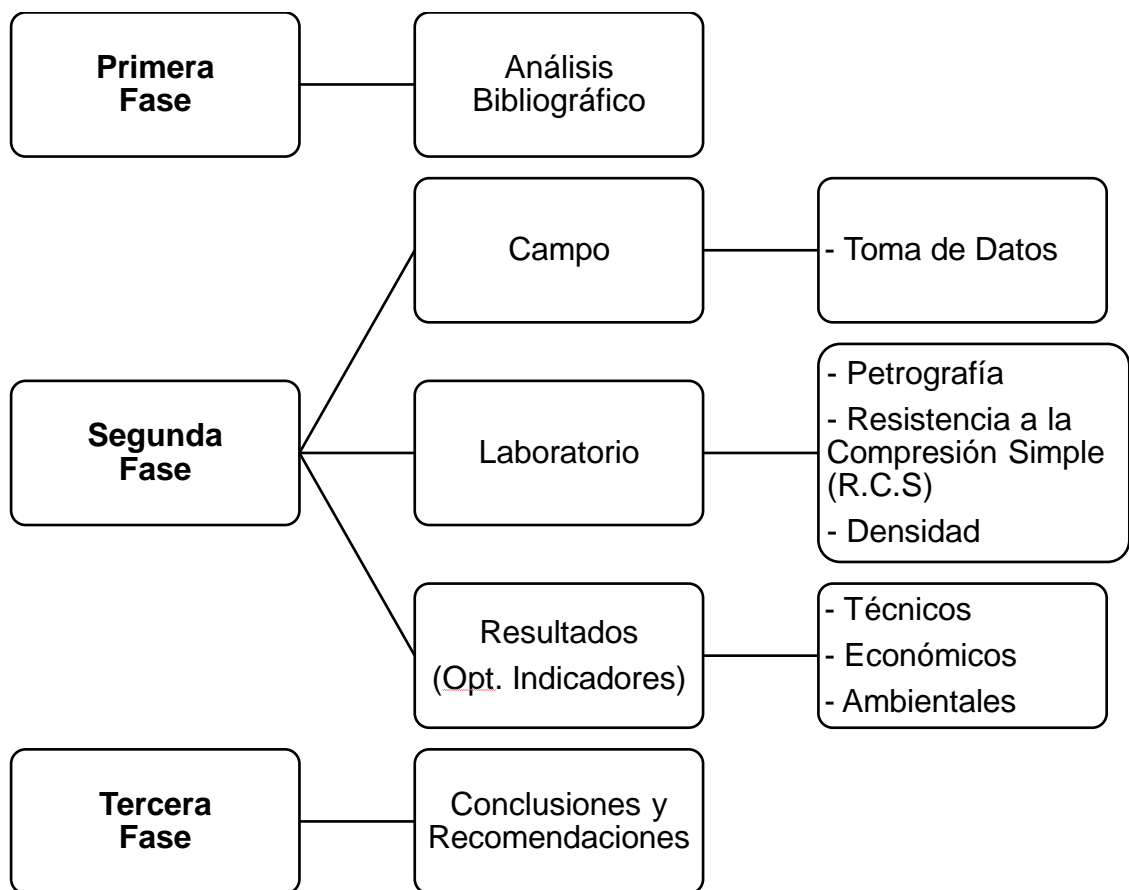 Primera
Fase
Análisis
Bibliográfico
Campo
- Toma de Datos
Segunda
Fase
Laboratorio
- Petrografía
- Resistencia a la
Compresión Simple
(R.C.S)
- Densidad
Resultados
(Opt. Indicadores)
- Técnicos
- Económicos
- Ambientales
Tercera
Fase
Conclusiones y
Recomendaciones